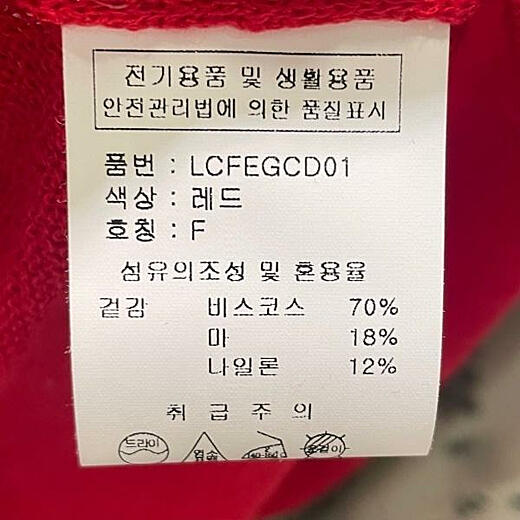 전기용품 및 생활용품
안전관리법에 의한 품질표시
품번 : LCFEGCD01
색상 : 레드
호칭 : F
섬유의조성 및 혼용율
겉감 비스코스 70%
마 18%
나일론 12%
취급주의
드라이 염소